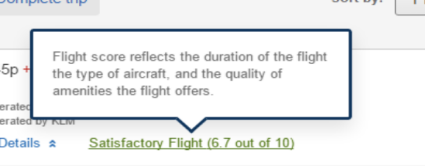 Complete trip
Sort by:
Flight score reflects the duration of the flight
the type of aircraft, and the quality of
amenities the flight offers.
5p +
erated by KLM
Details
Satisfactory Flight (6.7 out of 10)